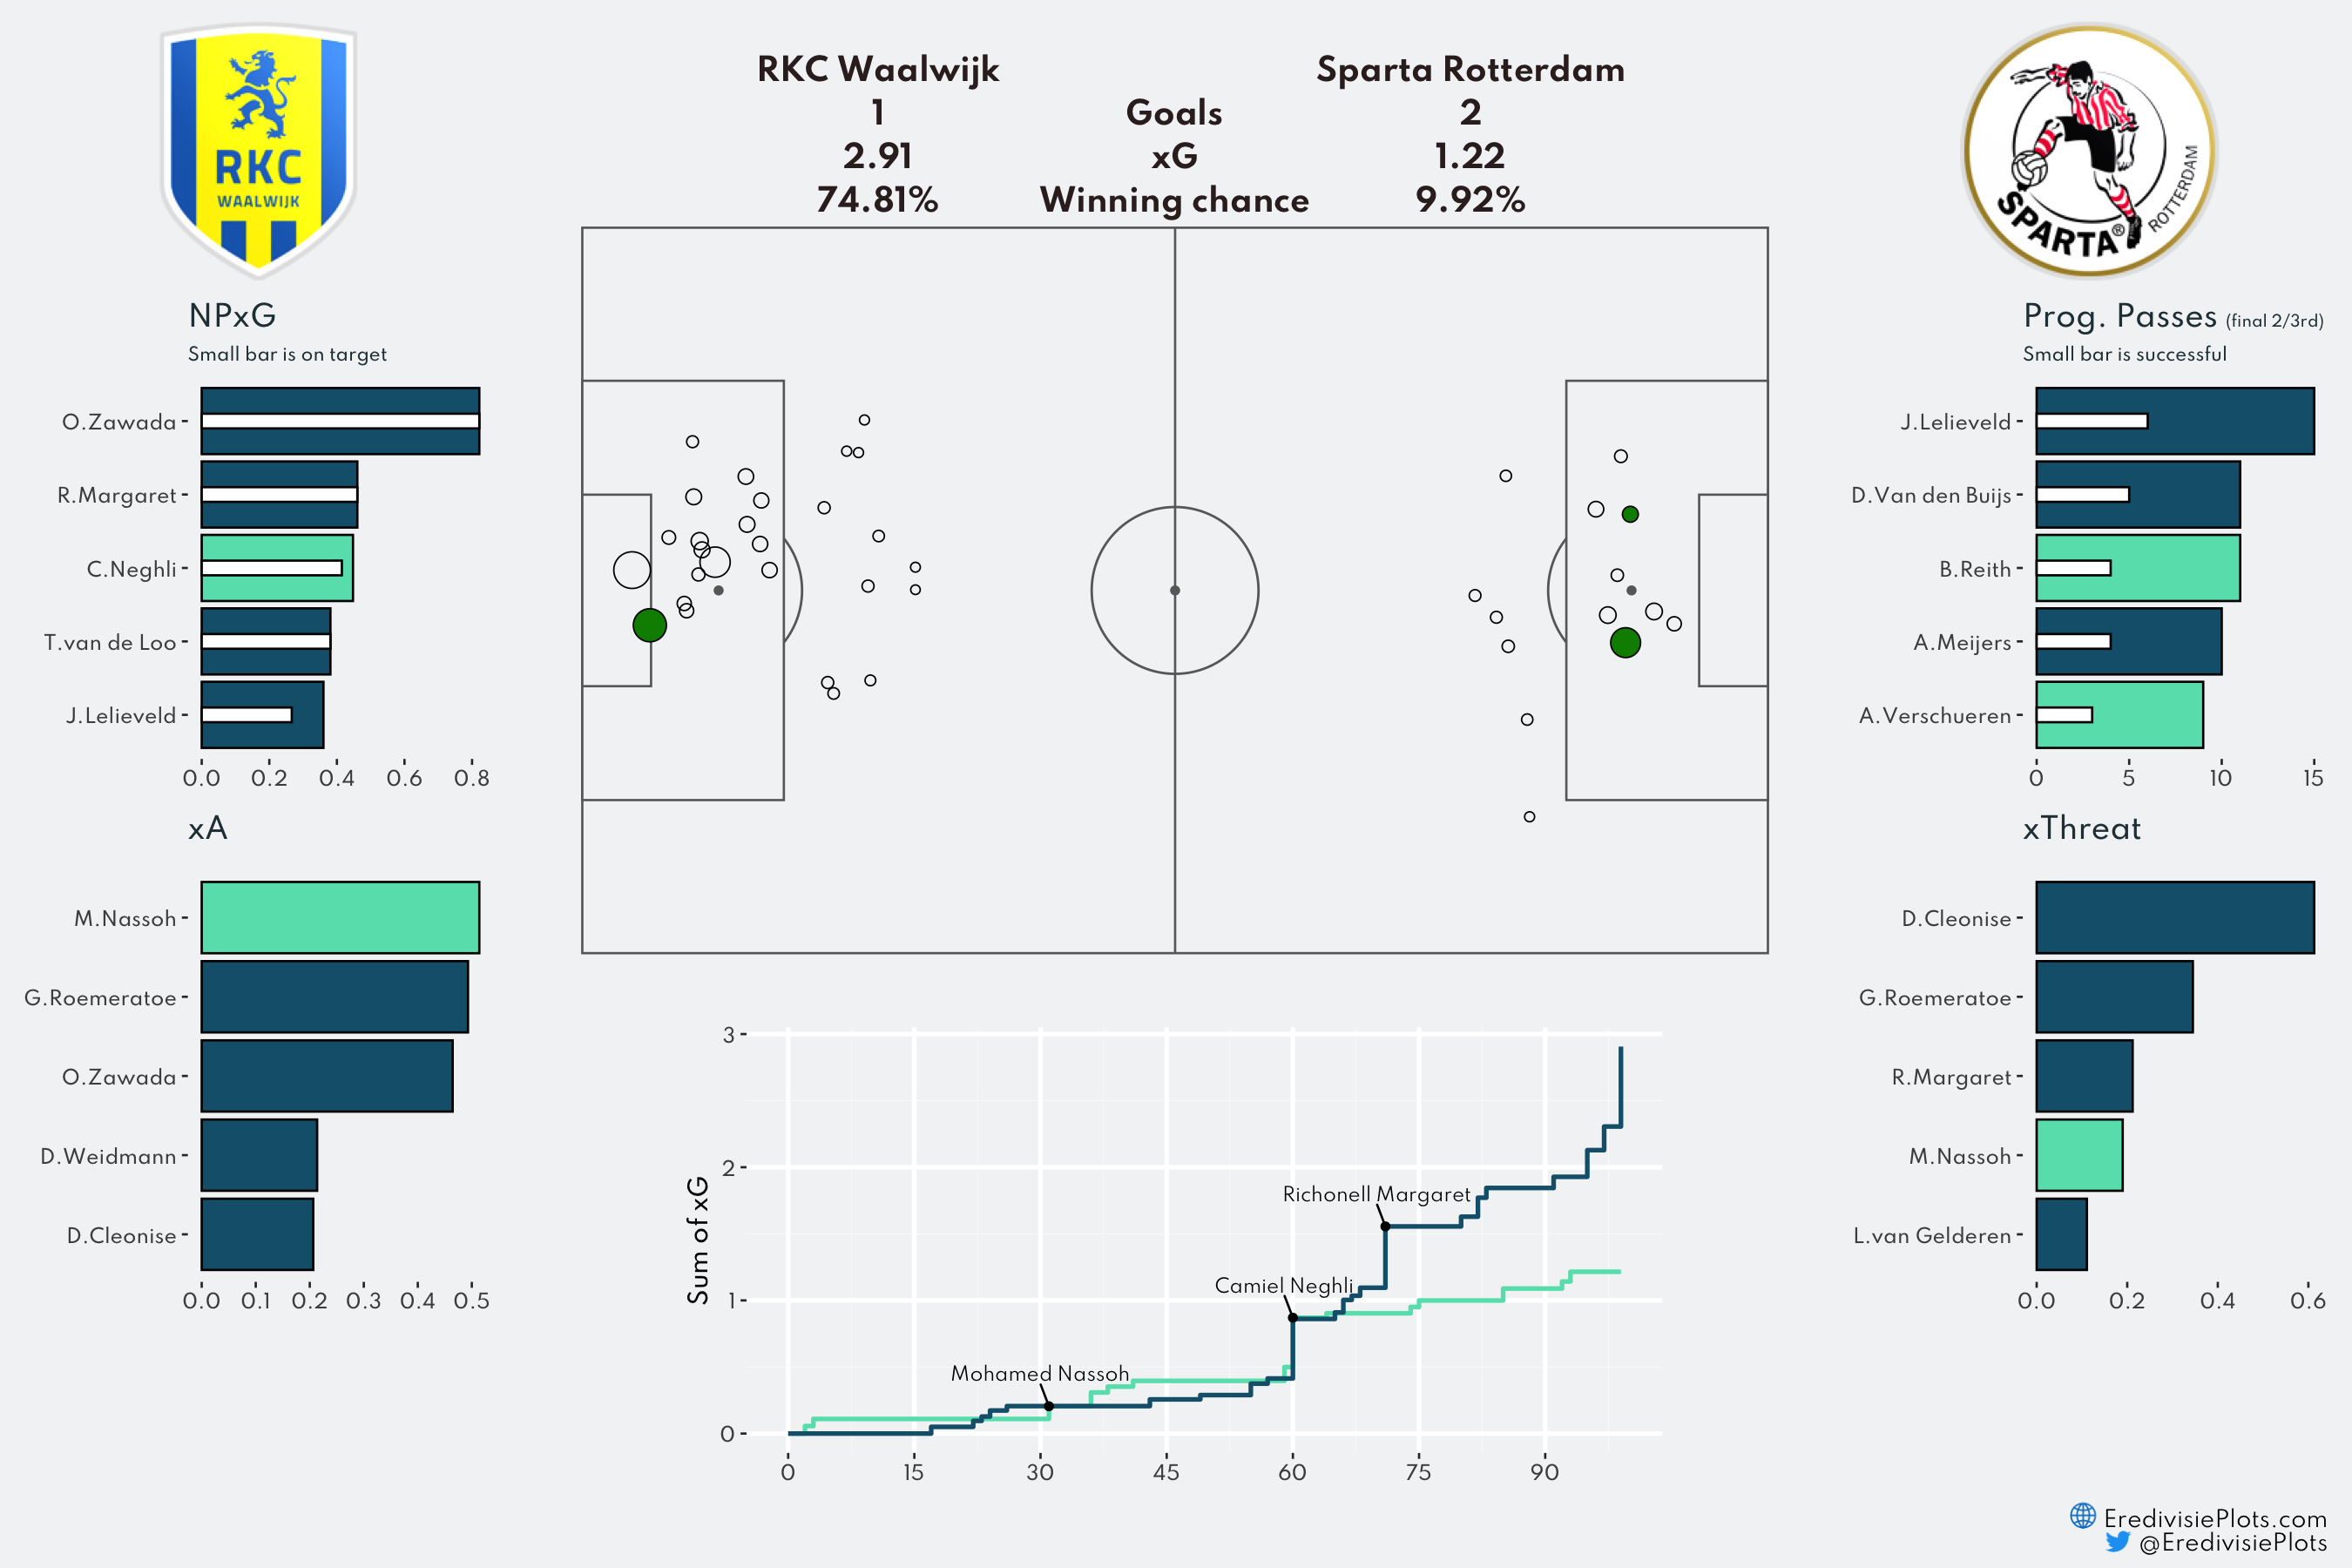 RKC
WAALWIJK
RKC Waalwijk Sparta Rotterdam
1 Goals 2
2.91 xG 1.22
74.81% Winning chance 9.92%
SPARTA®
ROTTERDAM
NPxG
Small bar is on target
O.Zawada
R.Margaret
C.Neghli
T.van de Loo
J.Lelieveld
0.0 0.2 0.4 0.6 0.8
xA
M.Nassoh
G.Roemeratoe
O.Zawada
D.Weidmann
D.Cleonise
0.0 0.1 0.2 0.3 0.4 0.5
Sum of xG
3
2
1
0
Richonell Margaret
Camiel Neghli
Mohamed Nassoh
0 15 30 45 60 75 90
Prog. Passes (final 2/3rd)
Small bar is successful
J.Lelieveld
D.Van den Buijs
B.Reith
A.Meijers
A.Verschueren
0 5 10 15
xThreat
D.Cleonise
G.Roemeratoe
R.Margaret
M.Nassoh
L.van Gelderen
0.0 0.2 0.4 0.6
EredivisiePlots.com
@EredivisiePlots